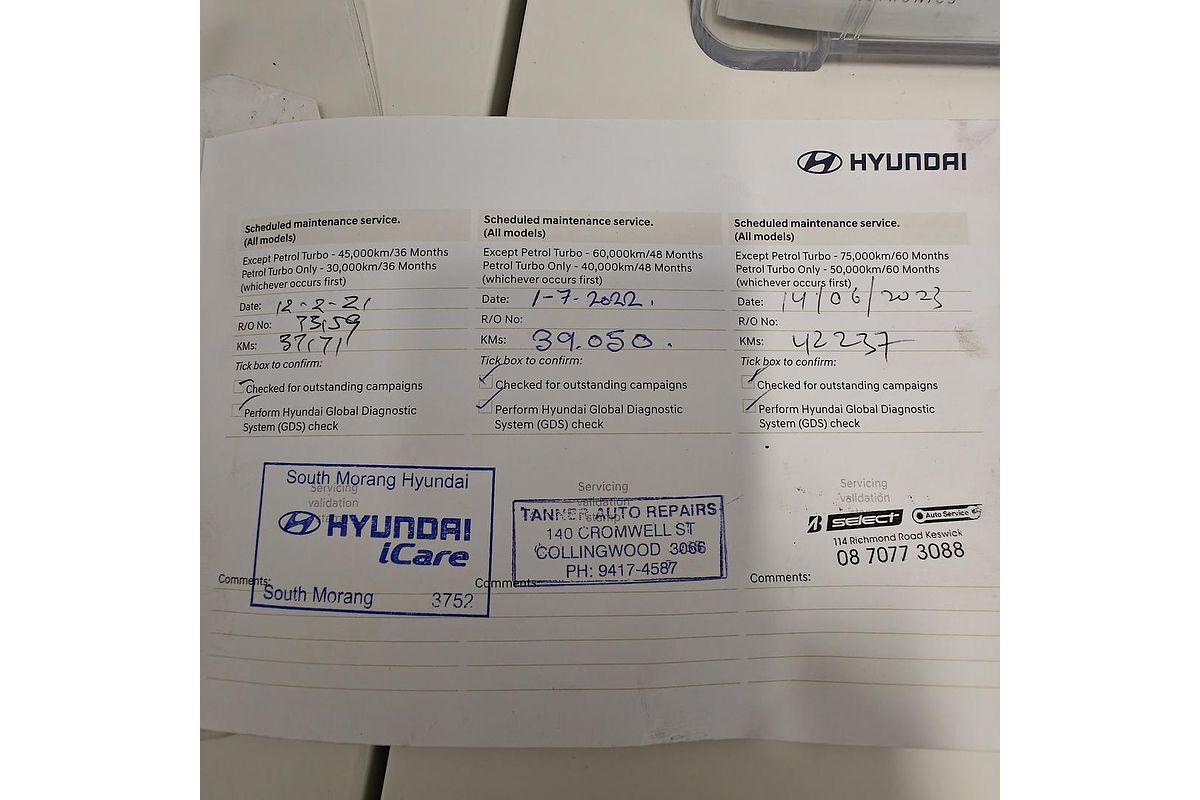 HYUNDAI
Scheduled maintenance service.
(All models)
Except Petrol Turbo - 45,000km/36 Months
Petrol Turbo Only - 30,000km/36 Months
(whichever occurs first)
Date: 12-2-21
R/O No: 73159
KMs: 37171
Tick box to confirm:
Checked for outstanding campaigns
Perform Hyundai Global Diagnostic
System (GDS) check
Servicing
validation
South Morang Hyundai
HYUNDAI
iCare
South Morang 3752
Comments:
Scheduled maintenance service.
(All models)
Except Petrol Turbo - 60,000km/48 Months
Petrol Turbo Only - 40,000km/48 Months
(whichever occurs first)
Date: 1-7-2022.
R/O No:
KMs: 39.050.
Tick box to confirm:
Checked for outstanding campaigns
Perform Hyundai Global Diagnostic
System (GDS) check
Servicing
validation
stamp
TANNER AUTO REPAIRS
140 CROMWELL ST
COLLINGWOOD 3066
PH: 9417-4587
Comments:
Scheduled maintenance service.
(All models)
Except Petrol Turbo - 75,000km/60 Months
Petrol Turbo Only - 50,000km/60 Months
(whichever occurs first)
Date: 14/06/2023
R/O No:
KMs: 42237
Tick box to confirm:
Checked for outstanding campaigns
Perform Hyundai Global Diagnostic
System (GDS) check
Servicing
validation
select Auto Service
114 Richmond Road Keswick
08 7077 3088
Comments: